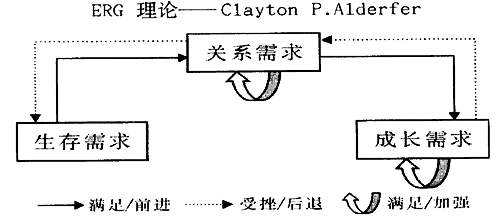 ERG 理论——Clayton P.Alderfer
关系需求
生存需求
成长需求
满足/前进
受挫/后退
满足/加强